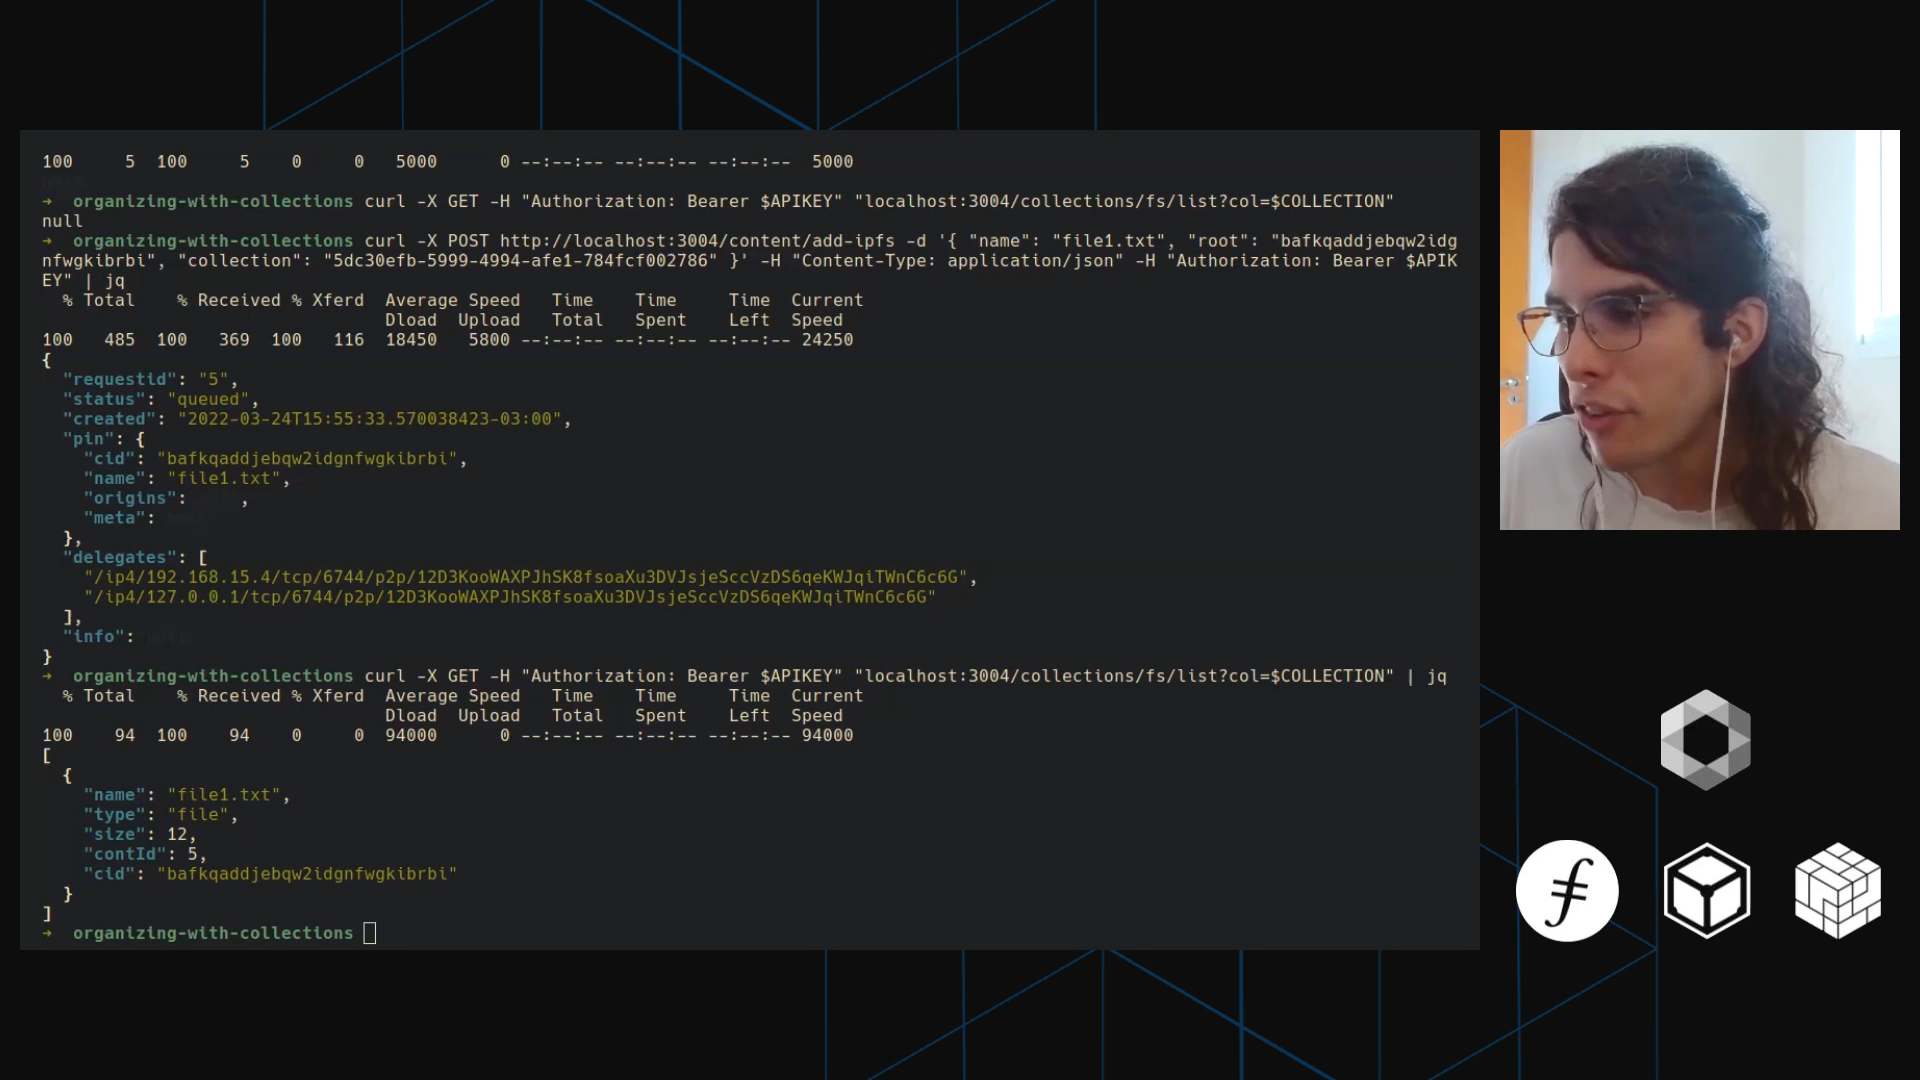 100     5  100     5    0     0   5000      0 --:--:-- --:--:-- --:--:--  5000
→  organizing-with-collections curl -X GET -H "Authorization: Bearer $APIKEY" "localhost:3004/collections/fs/list?col=$COLLECTION"
null
→  organizing-with-collections curl -X POST http://localhost:3004/content/add-ipfs -d '{ "name": "file1.txt", "root": "bafkqaddjebqw2idg
nfwgkibrbi", "collection": "5dc30efb-5999-4994-afe1-784fcf002786" }' -H "Content-Type: application/json" -H "Authorization: Bearer $APIK
EY" | jq
  % Total    % Received % Xferd  Average Speed   Time    Time     Time  Current
                                 Dload  Upload   Total   Spent    Left  Speed
100   485  100   369  100   116  18450   5800 --:--:-- --:--:-- --:--:-- 24250
{
  "requestid": "5",
  "status": "queued",
  "created": "2022-03-24T15:55:33.570038423-03:00",
  "pin": {
    "cid": "bafkqaddjebqw2idgnfwgkibrbi",
    "name": "file1.txt",
    "origins":     ,
    "meta":
  },
  "delegates": [
    "/ip4/192.168.15.4/tcp/6744/p2p/12D3KooWAXPJhSK8fsoaXu3DVJsjeSccVzDS6qeKWJqiTWnC6c6G",
    "/ip4/127.0.0.1/tcp/6744/p2p/12D3KooWAXPJhSK8fsoaXu3DVJsjeSccVzDS6qeKWJqiTWnC6c6G"
  ],
  "info":
}
→  organizing-with-collections curl -X GET -H "Authorization: Bearer $APIKEY" "localhost:3004/collections/fs/list?col=$COLLECTION" | jq
  % Total    % Received % Xferd  Average Speed   Time    Time     Time  Current
                                 Dload  Upload   Total   Spent    Left  Speed
100    94  100    94    0     0  94000      0 --:--:-- --:--:-- --:--:-- 94000
[
  {
    "name": "file1.txt",
    "type": "file",
    "size": 12,
    "contId": 5,
    "cid": "bafkqaddjebqw2idgnfwgkibrbi"
  }
]
→  organizing-with-collections